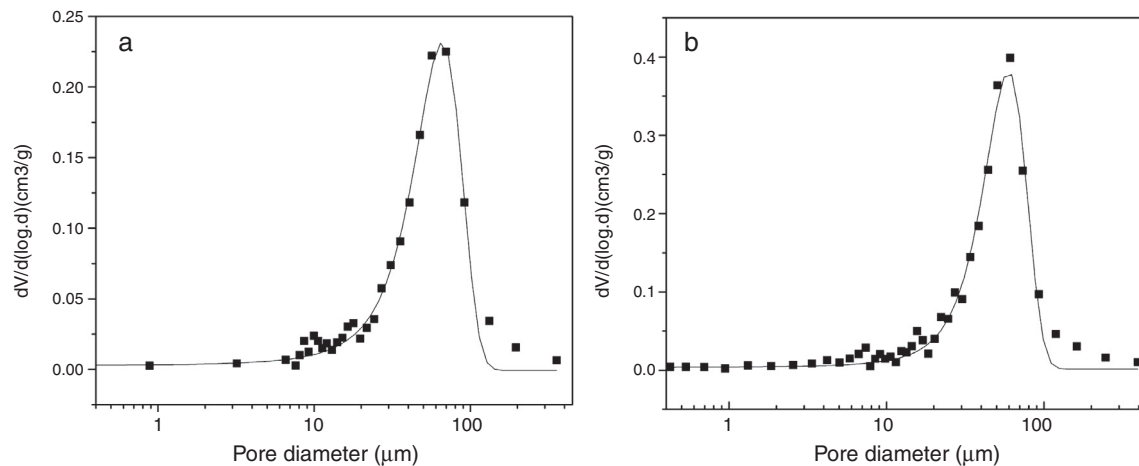 a
0.25
0.20
0.15
0.10
0.05
0.00
dV/d(log.d)(cm3/g)
1
10
100
Pore diameter (μm)
b
0.4
0.3
0.2
0.1
0.0
dV/d(log.d)(cm3/g)
1
10
100
Pore diameter (μm)